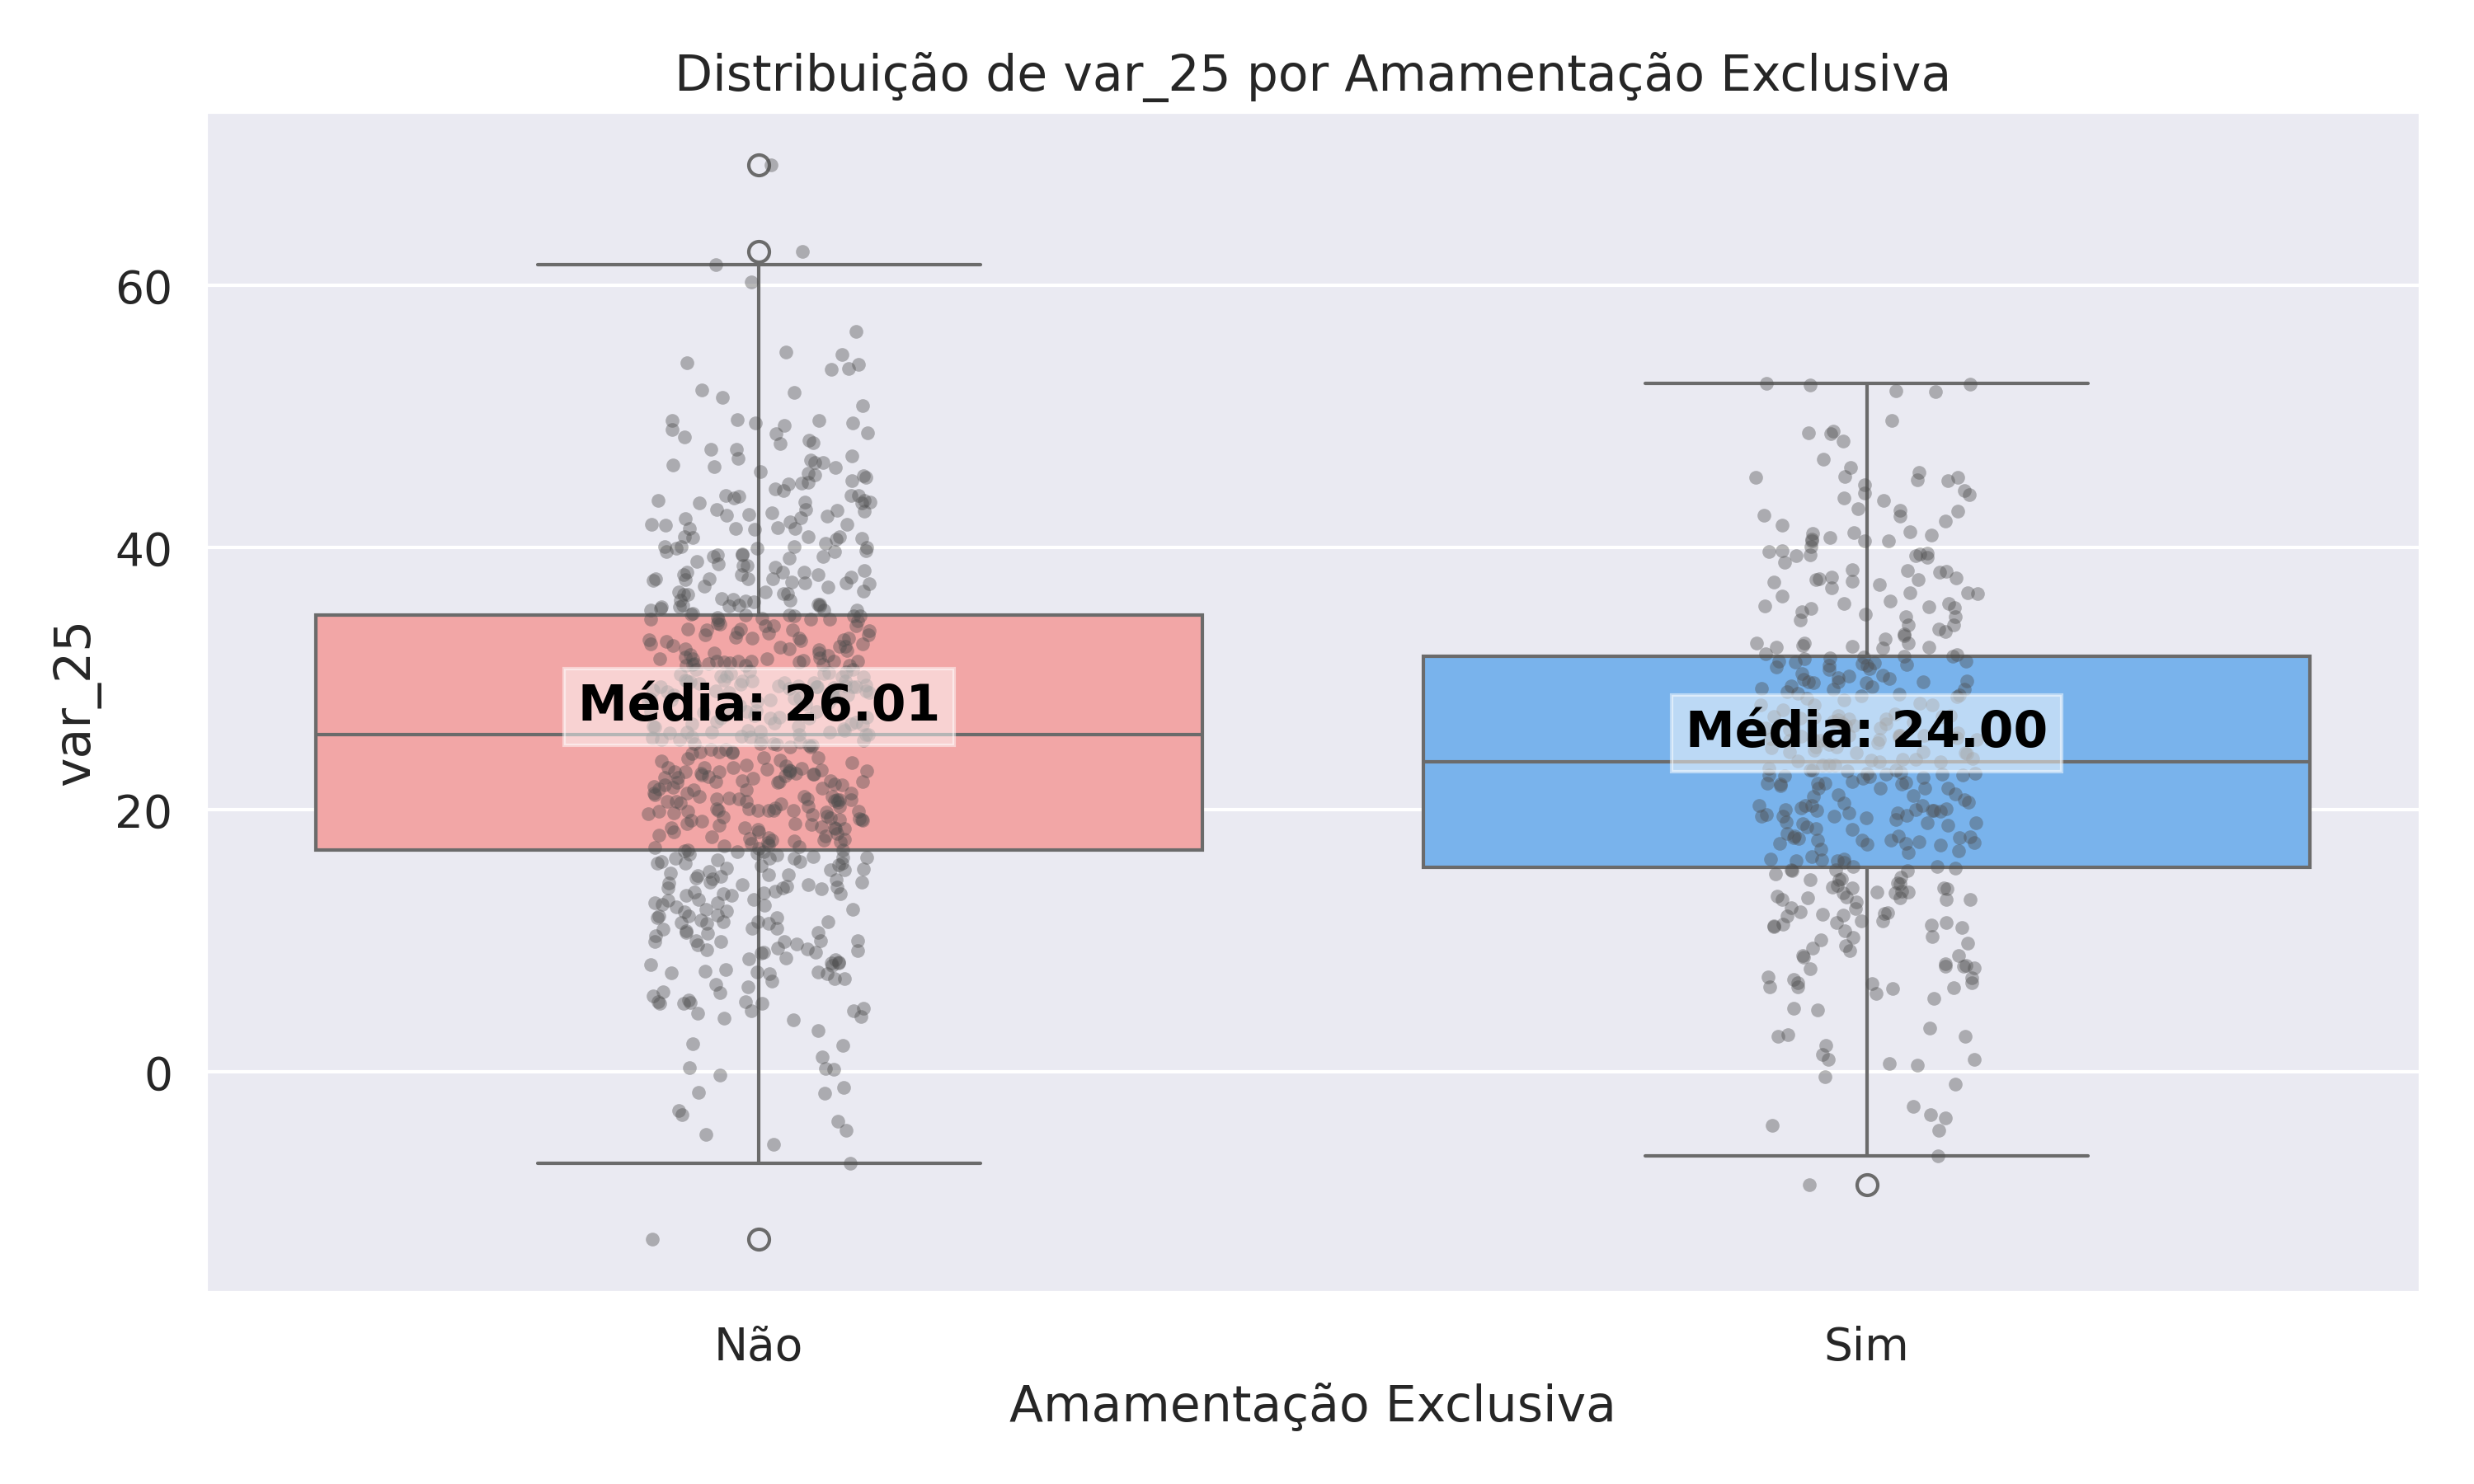 Distribuição de var_25 por Amamentação Exclusiva
var_25
60
40
20
0
Média: 26.01
Média: 24.00
Não
Sim
Amamentação Exclusiva